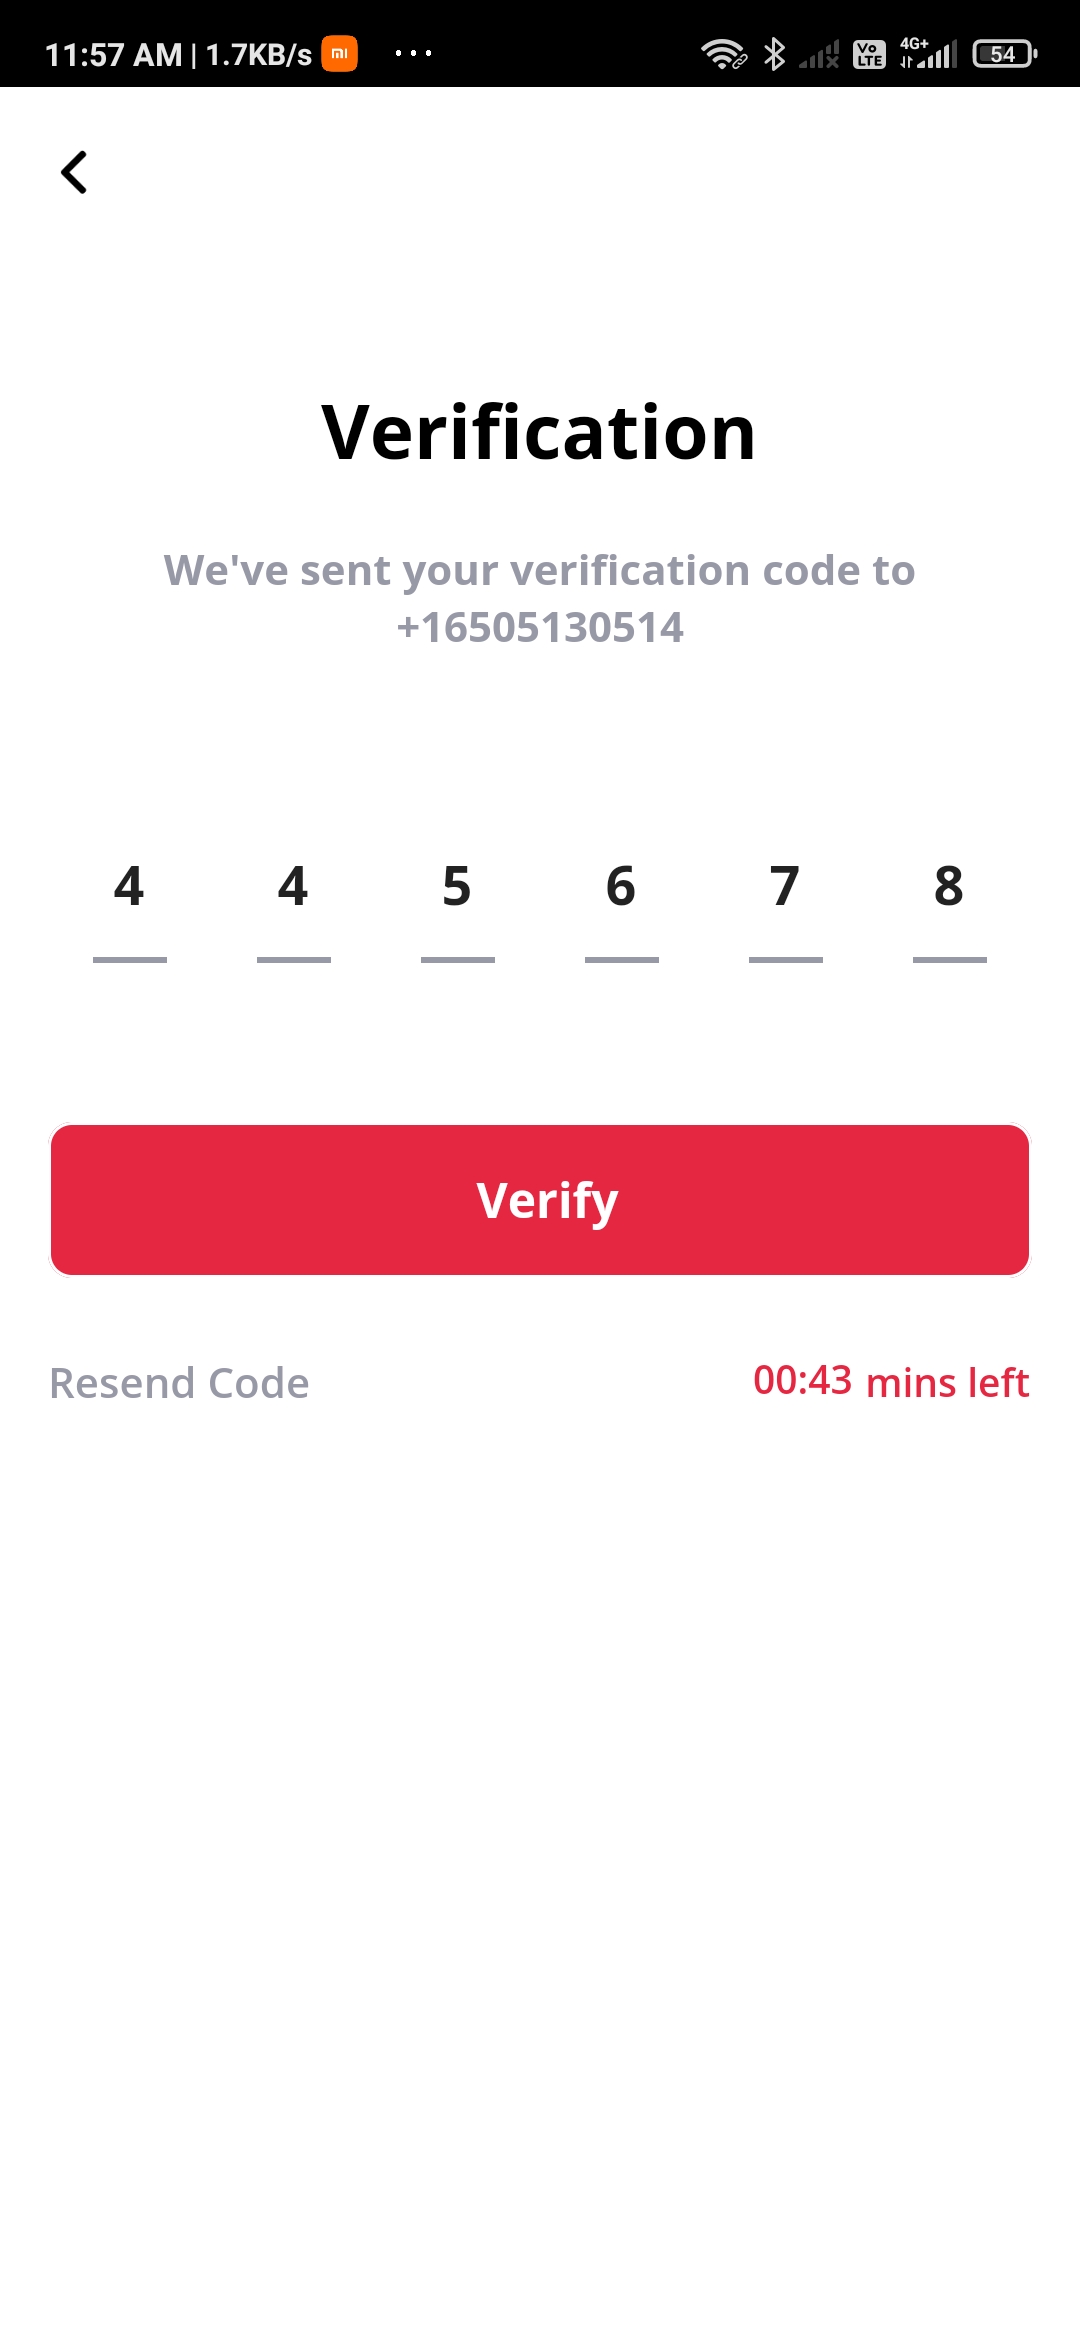 11:57 AM | 1.7KB/s mi ... Vo LTE 4G+ 54
Verification
We've sent your verification code to
+16505130514
4 4 5 6 7 8
Verify
Resend Code 00:43 mins left